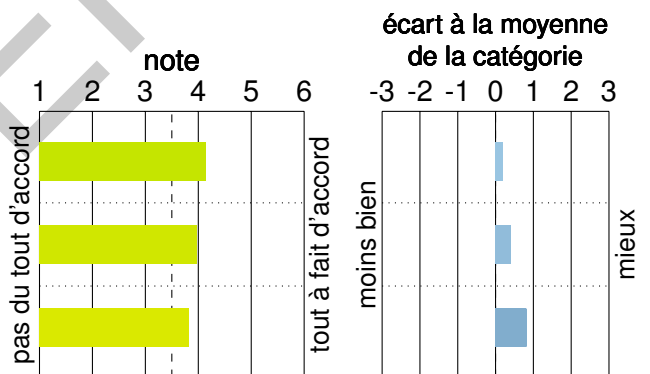 écart à la moyenne
de la catégorie
note
1 2 3 4 5 6
-3 -2 -1 0 1 2 3
pas du tout d'accord
tout à fait d'accord
moins bien
mieux